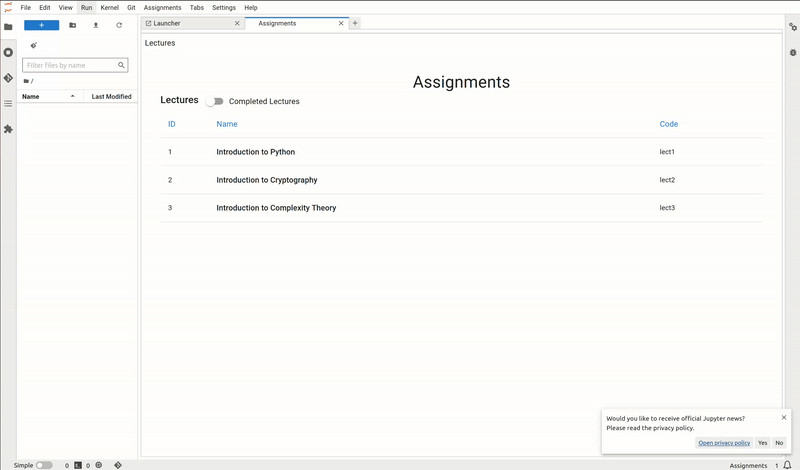 File Edit View Run Kernel Git Assignments Tabs Settings Help
+
Launcher
Assignments
Lectures
Filter files by name
/
Name Last Modified
Assignments
Lectures Completed Lectures
ID Name Code
1 Introduction to Python lect1
2 Introduction to Cryptography lect2
3 Introduction to Complexity Theory lect3
Would you like to receive official Jupyter news?
Please read the privacy policy.
Open privacy policy Yes No
Simple 0 0 Assignments 1